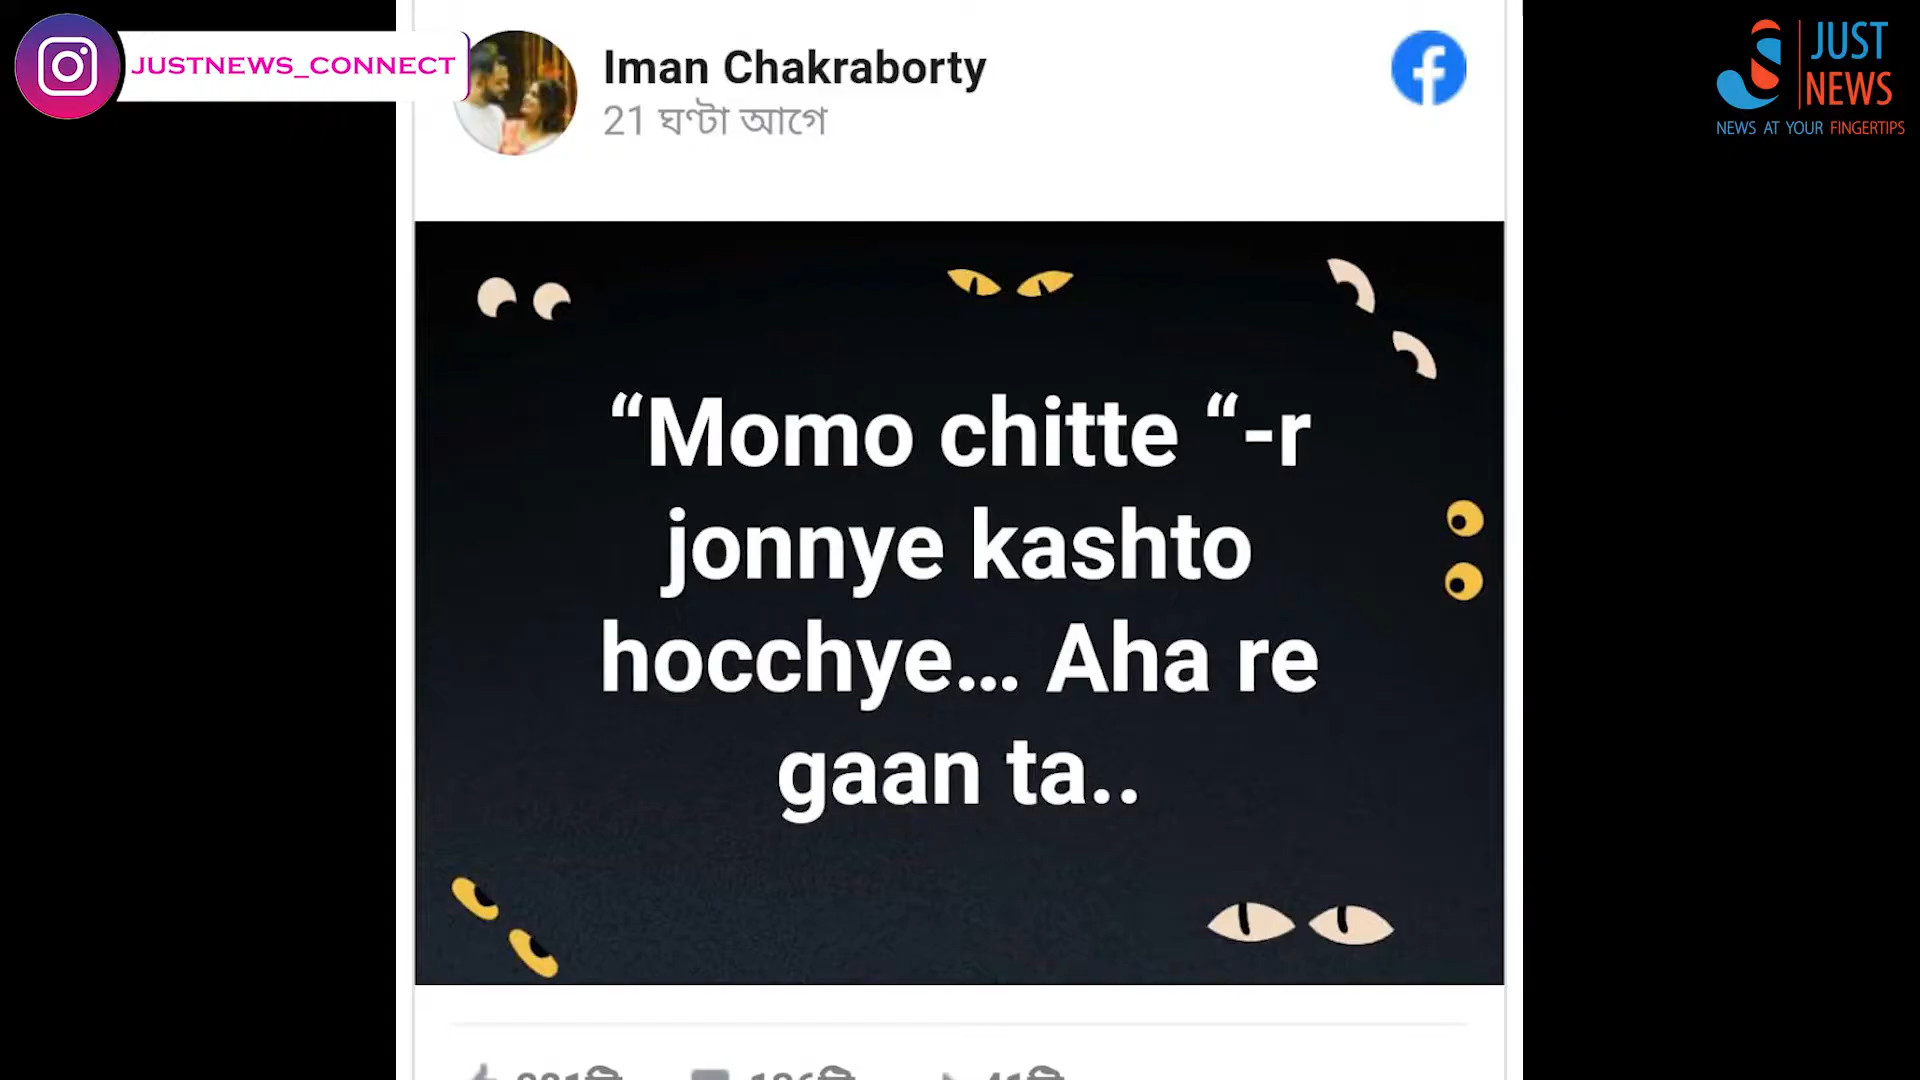 JUSTNEWS_CONNECT
Iman Chakraborty
21 ঘণ্টা আগে
JUST
NEWS
NEWS AT YOUR FINGERTIPS
“Momo chitte “-r
jonnye kashto
hocchye... Aha re
gaan ta..